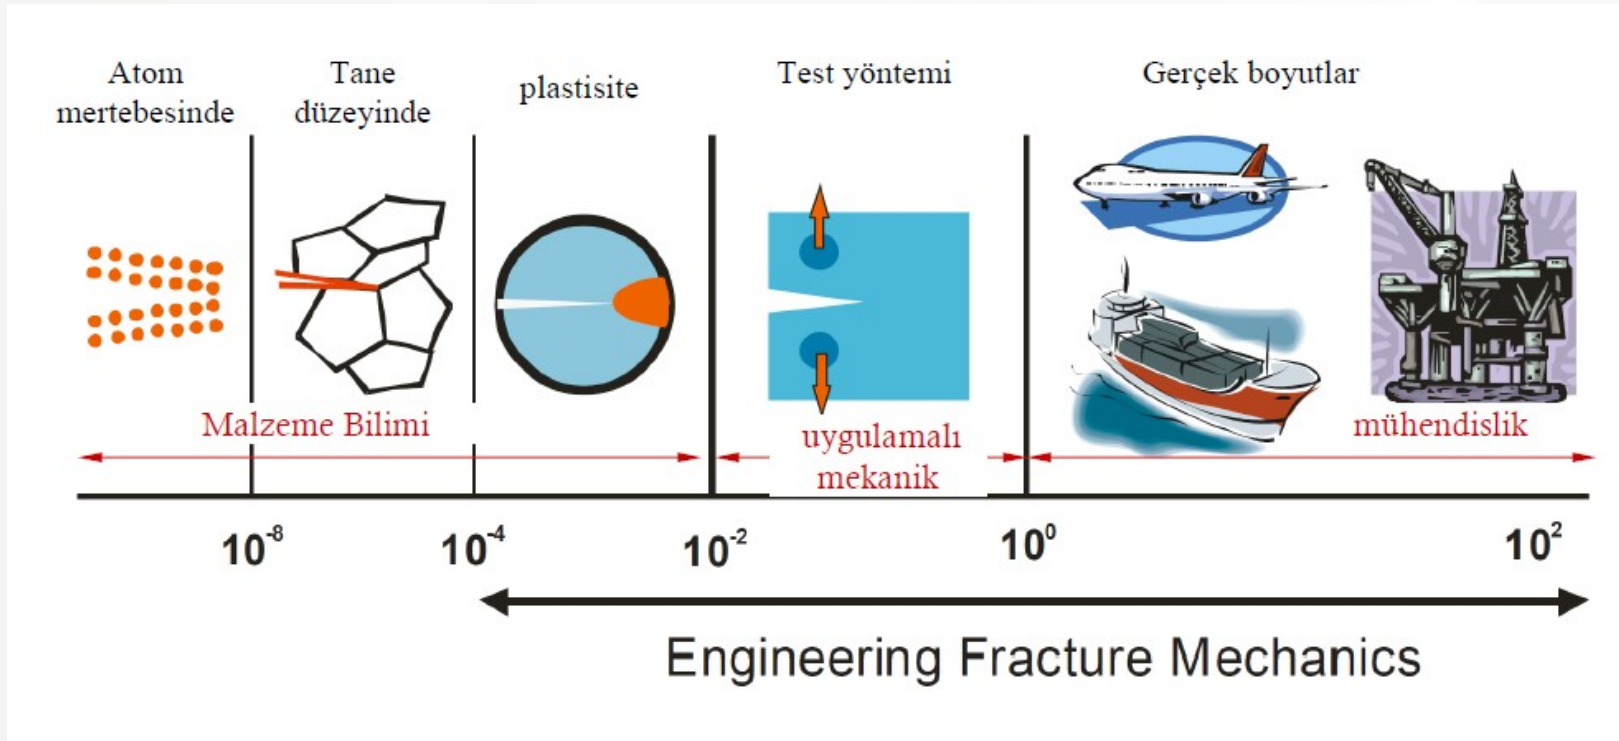 Atom
mertebesinde
Tane
düzeyinde
plastisite
Test yöntemi
Gerçek boyutlar
Malzeme Bilimi
uygulamalı
mekanik
mühendislik
10⁻⁸
10⁻⁴
10⁻²
10⁰
10²
Engineering Fracture Mechanics